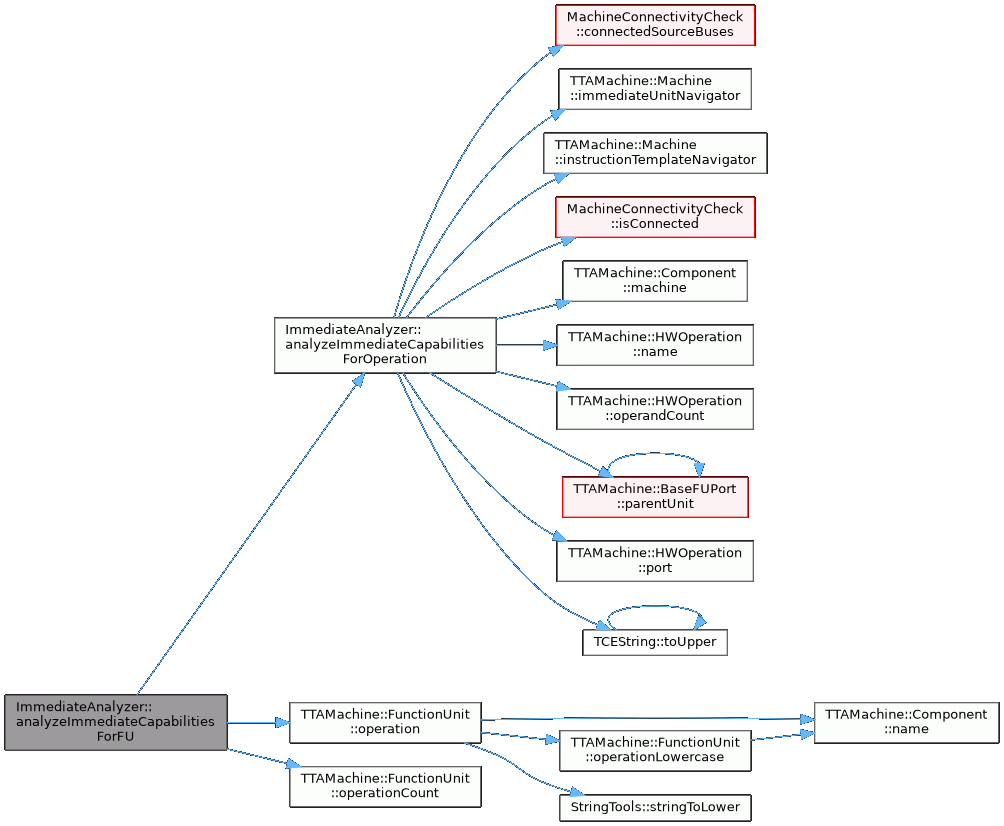 MachineConnectivityCheck
::connectedSourceBuses
TTAMachine::Machine
::immediateUnitNavigator
TTAMachine::Machine
::instructionTemplateNavigator
MachineConnectivityCheck
::isConnected
TTAMachine::Component
::machine
ImmediateAnalyzer::
analyzeImmediateCapabilities
ForOperation
TTAMachine::HWOperation
::name
TTAMachine::HWOperation
::operandCount
TTAMachine::BaseFUPort
::parentUnit
TTAMachine::HWOperation
::port
TCEString::toUpper
ImmediateAnalyzer::
analyzeImmediateCapabilities
ForFU
TTAMachine::FunctionUnit
::operation
TTAMachine::Component
::name
TTAMachine::FunctionUnit
::operationLowercase
TTAMachine::FunctionUnit
::operationCount
StringTools::stringToLower